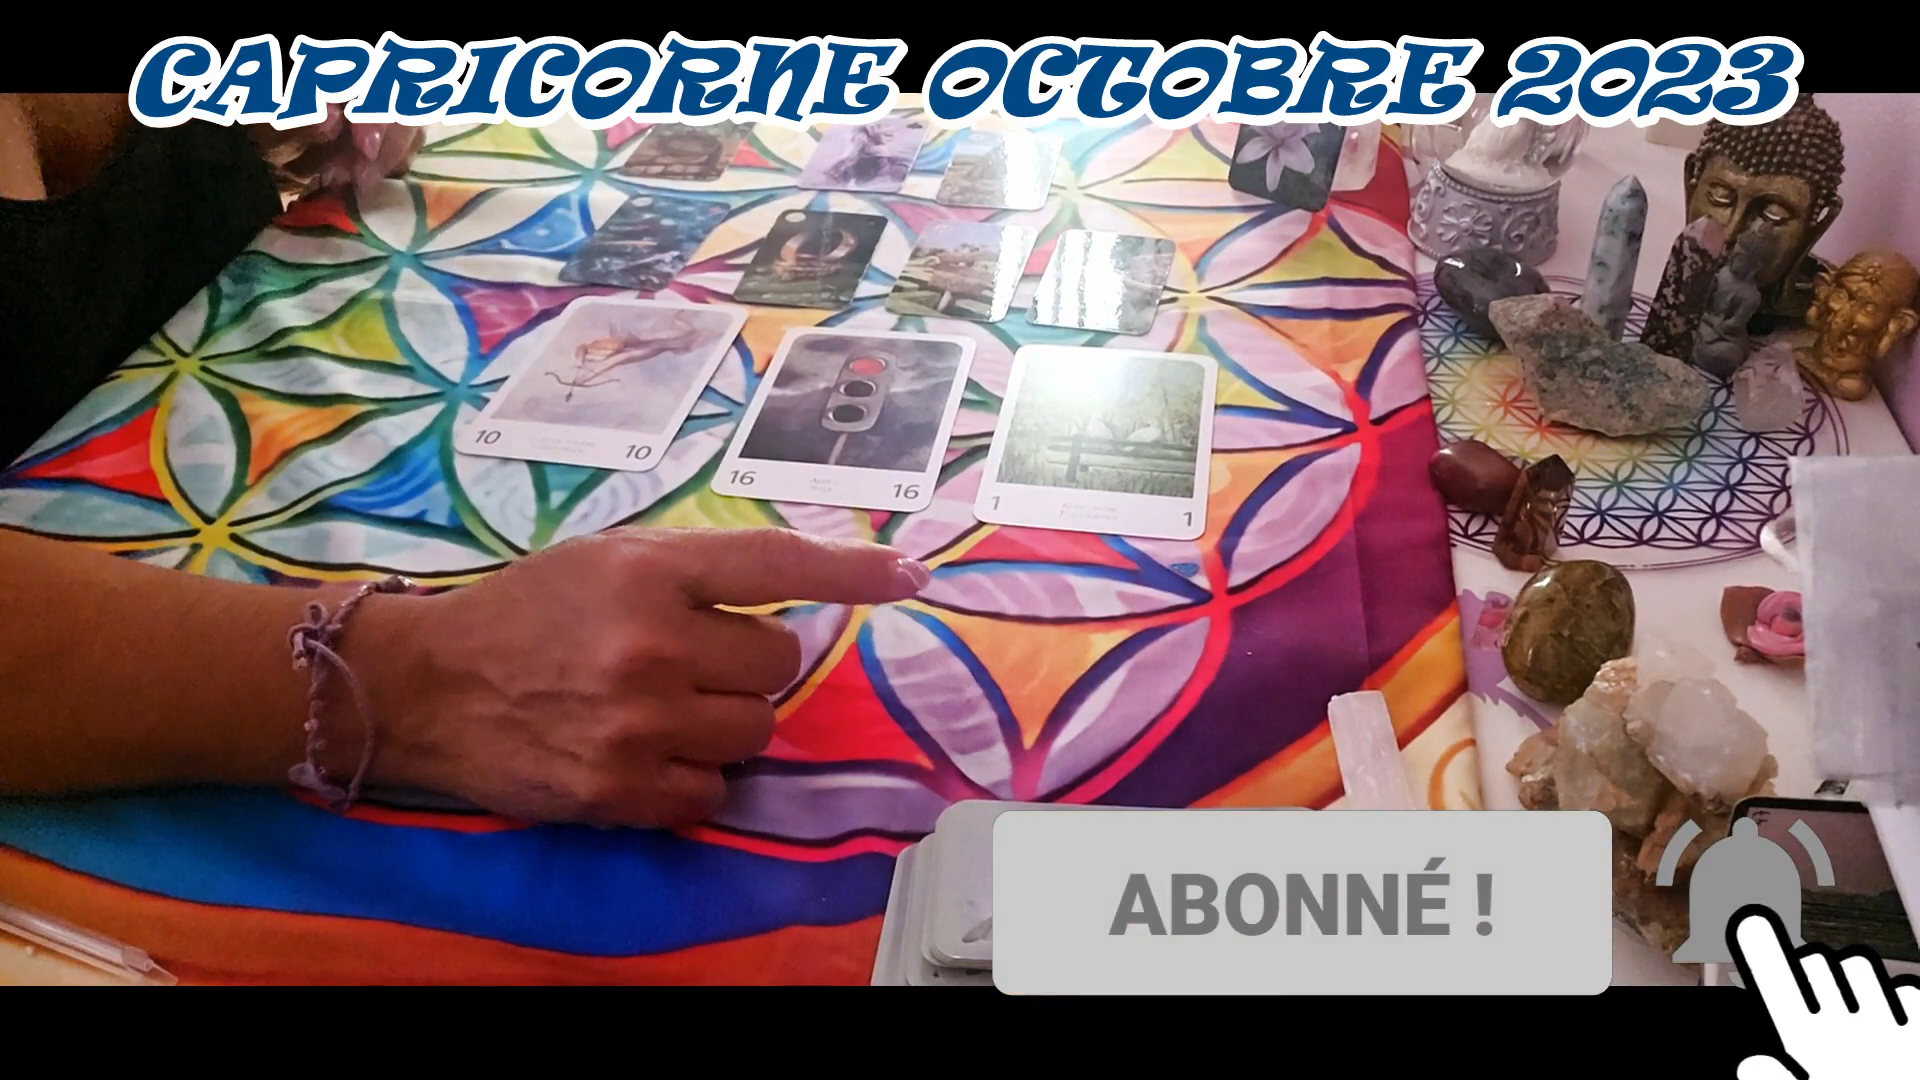 CAPRICORNE OCTOBRE 2023
10 10
16 16
1 1
ABONNÉ !